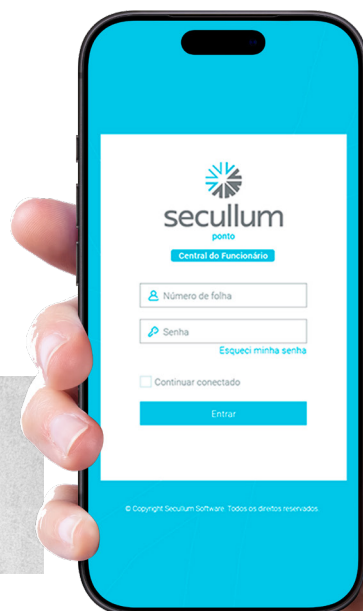 secullum
ponto
Central do Funcionário
Número de folha
Senha
Esqueci minha senha
Continuar conectado
Entrar
© Copyright Secullum Software. Todos os direitos reservados